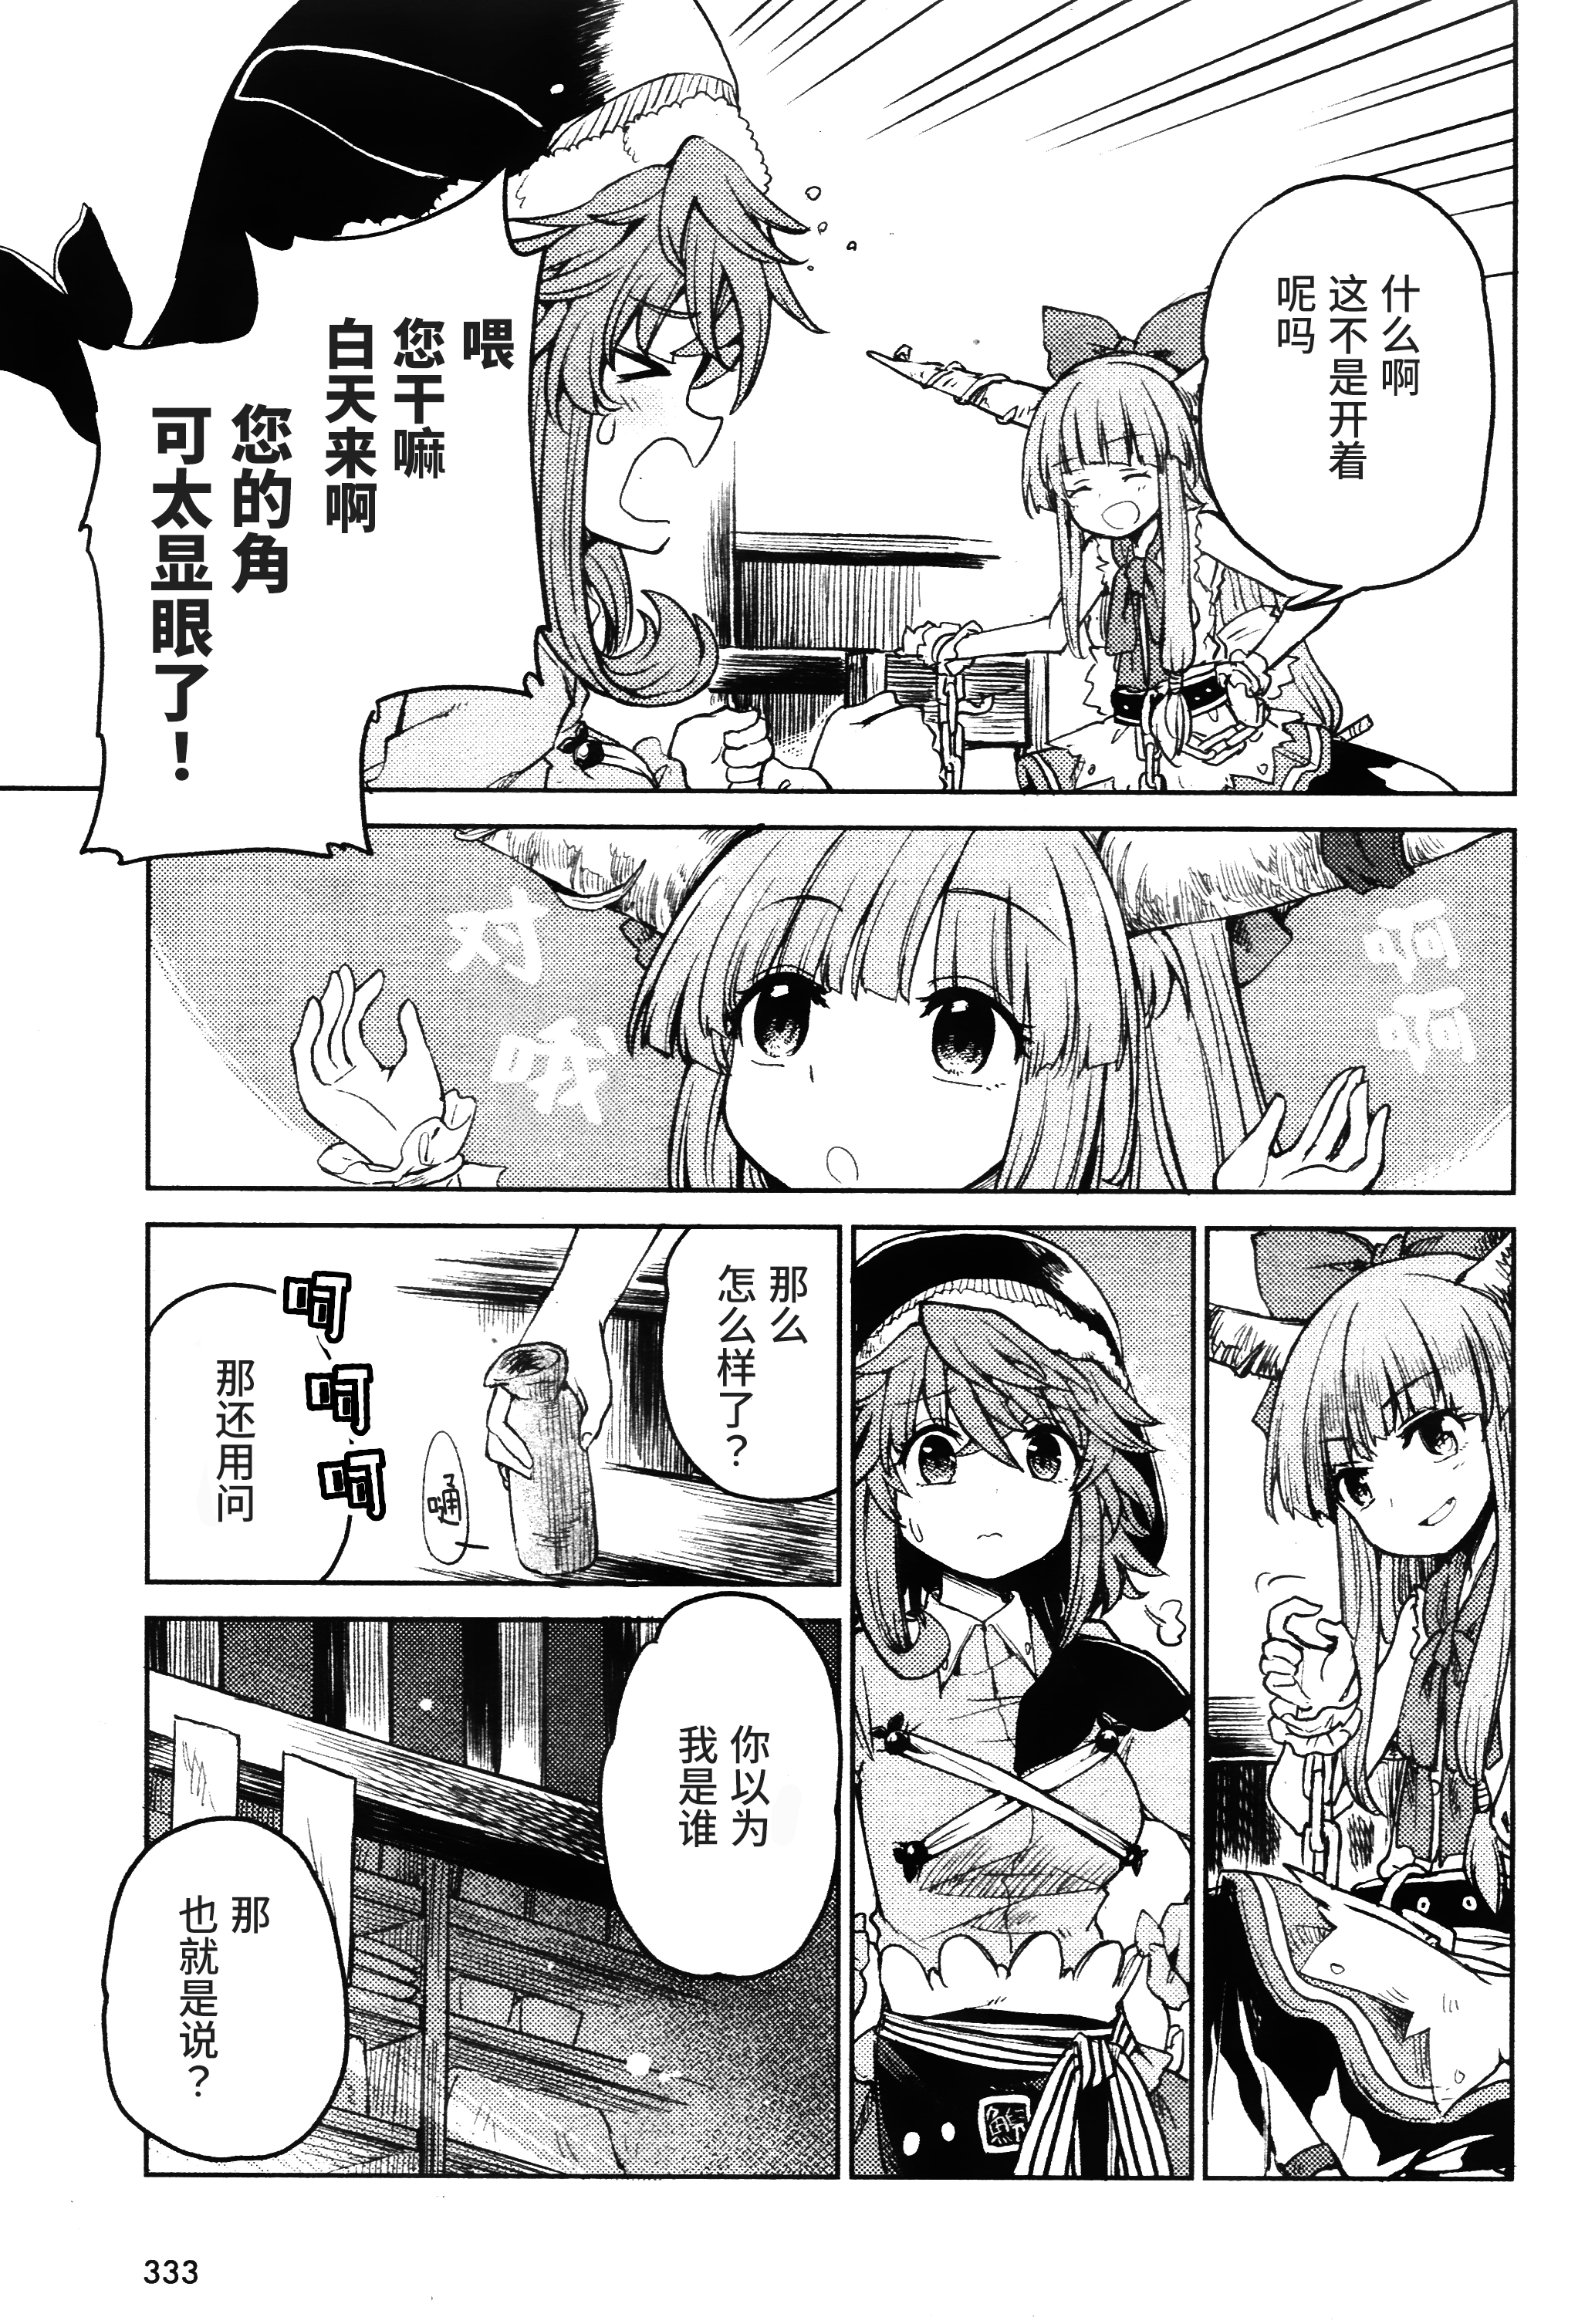 什么啊
这不是开着
呢吗
喂
您干嘛
白天来啊
您的角
可太显眼了！
啊
啊
对
哦
那么
怎么样了？
嗵
呵
呵
呵
那还用问
你以为
我是谁
那
也就是说？
333